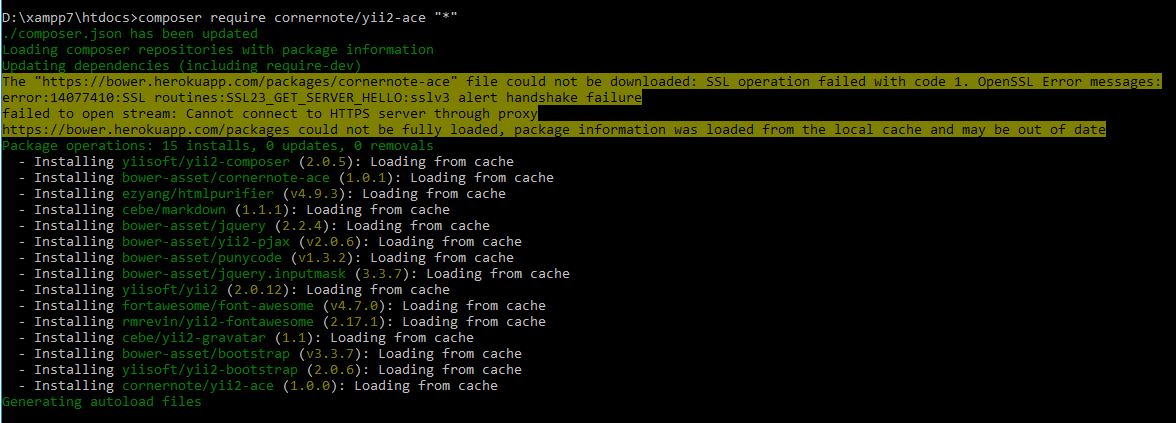 D:\xampp7\htdocs>composer require cornernote/yii2-ace "*"
./composer.json has been updated
Loading composer repositories with package information
Updating dependencies (including require-dev)
The "https://bower.herokuapp.com/packages/cornernote-ace" file could not be downloaded: SSL operation failed with code 1. OpenSSL Error messages:
error:14077410:SSL routines:SSL23_GET_SERVER_HELLO:sslv3 alert handshake failure
failed to open stream: Cannot connect to HTTPS server through proxy
https://bower.herokuapp.com/packages could not be fully loaded, package information was loaded from the local cache and may be out of date
Package operations: 15 installs, 0 updates, 0 removals
- Installing yiisoft/yii2-composer (2.0.5): Loading from cache
- Installing bower-asset/cornernote-ace (1.0.1): Loading from cache
- Installing ezyang/htmlpurifier (v4.9.3): Loading from cache
- Installing cebe/markdown (1.1.1): Loading from cache
- Installing bower-asset/jquery (2.2.4): Loading from cache
- Installing bower-asset/yii2-pjax (v2.0.6): Loading from cache
- Installing bower-asset/punycode (v1.3.2): Loading from cache
- Installing bower-asset/jquery.inputmask (3.3.7): Loading from cache
- Installing yiisoft/yii2 (2.0.12): Loading from cache
- Installing fortawesome/font-awesome (v4.7.0): Loading from cache
- Installing rmrevin/yii2-fontawesome (2.17.1): Loading from cache
- Installing cebe/yii2-gravatar (1.1): Loading from cache
- Installing bower-asset/bootstrap (v3.3.7): Loading from cache
- Installing yiisoft/yii2-bootstrap (2.0.6): Loading from cache
- Installing cornernote/yii2-ace (1.0.0): Loading from cache
Generating autoload files